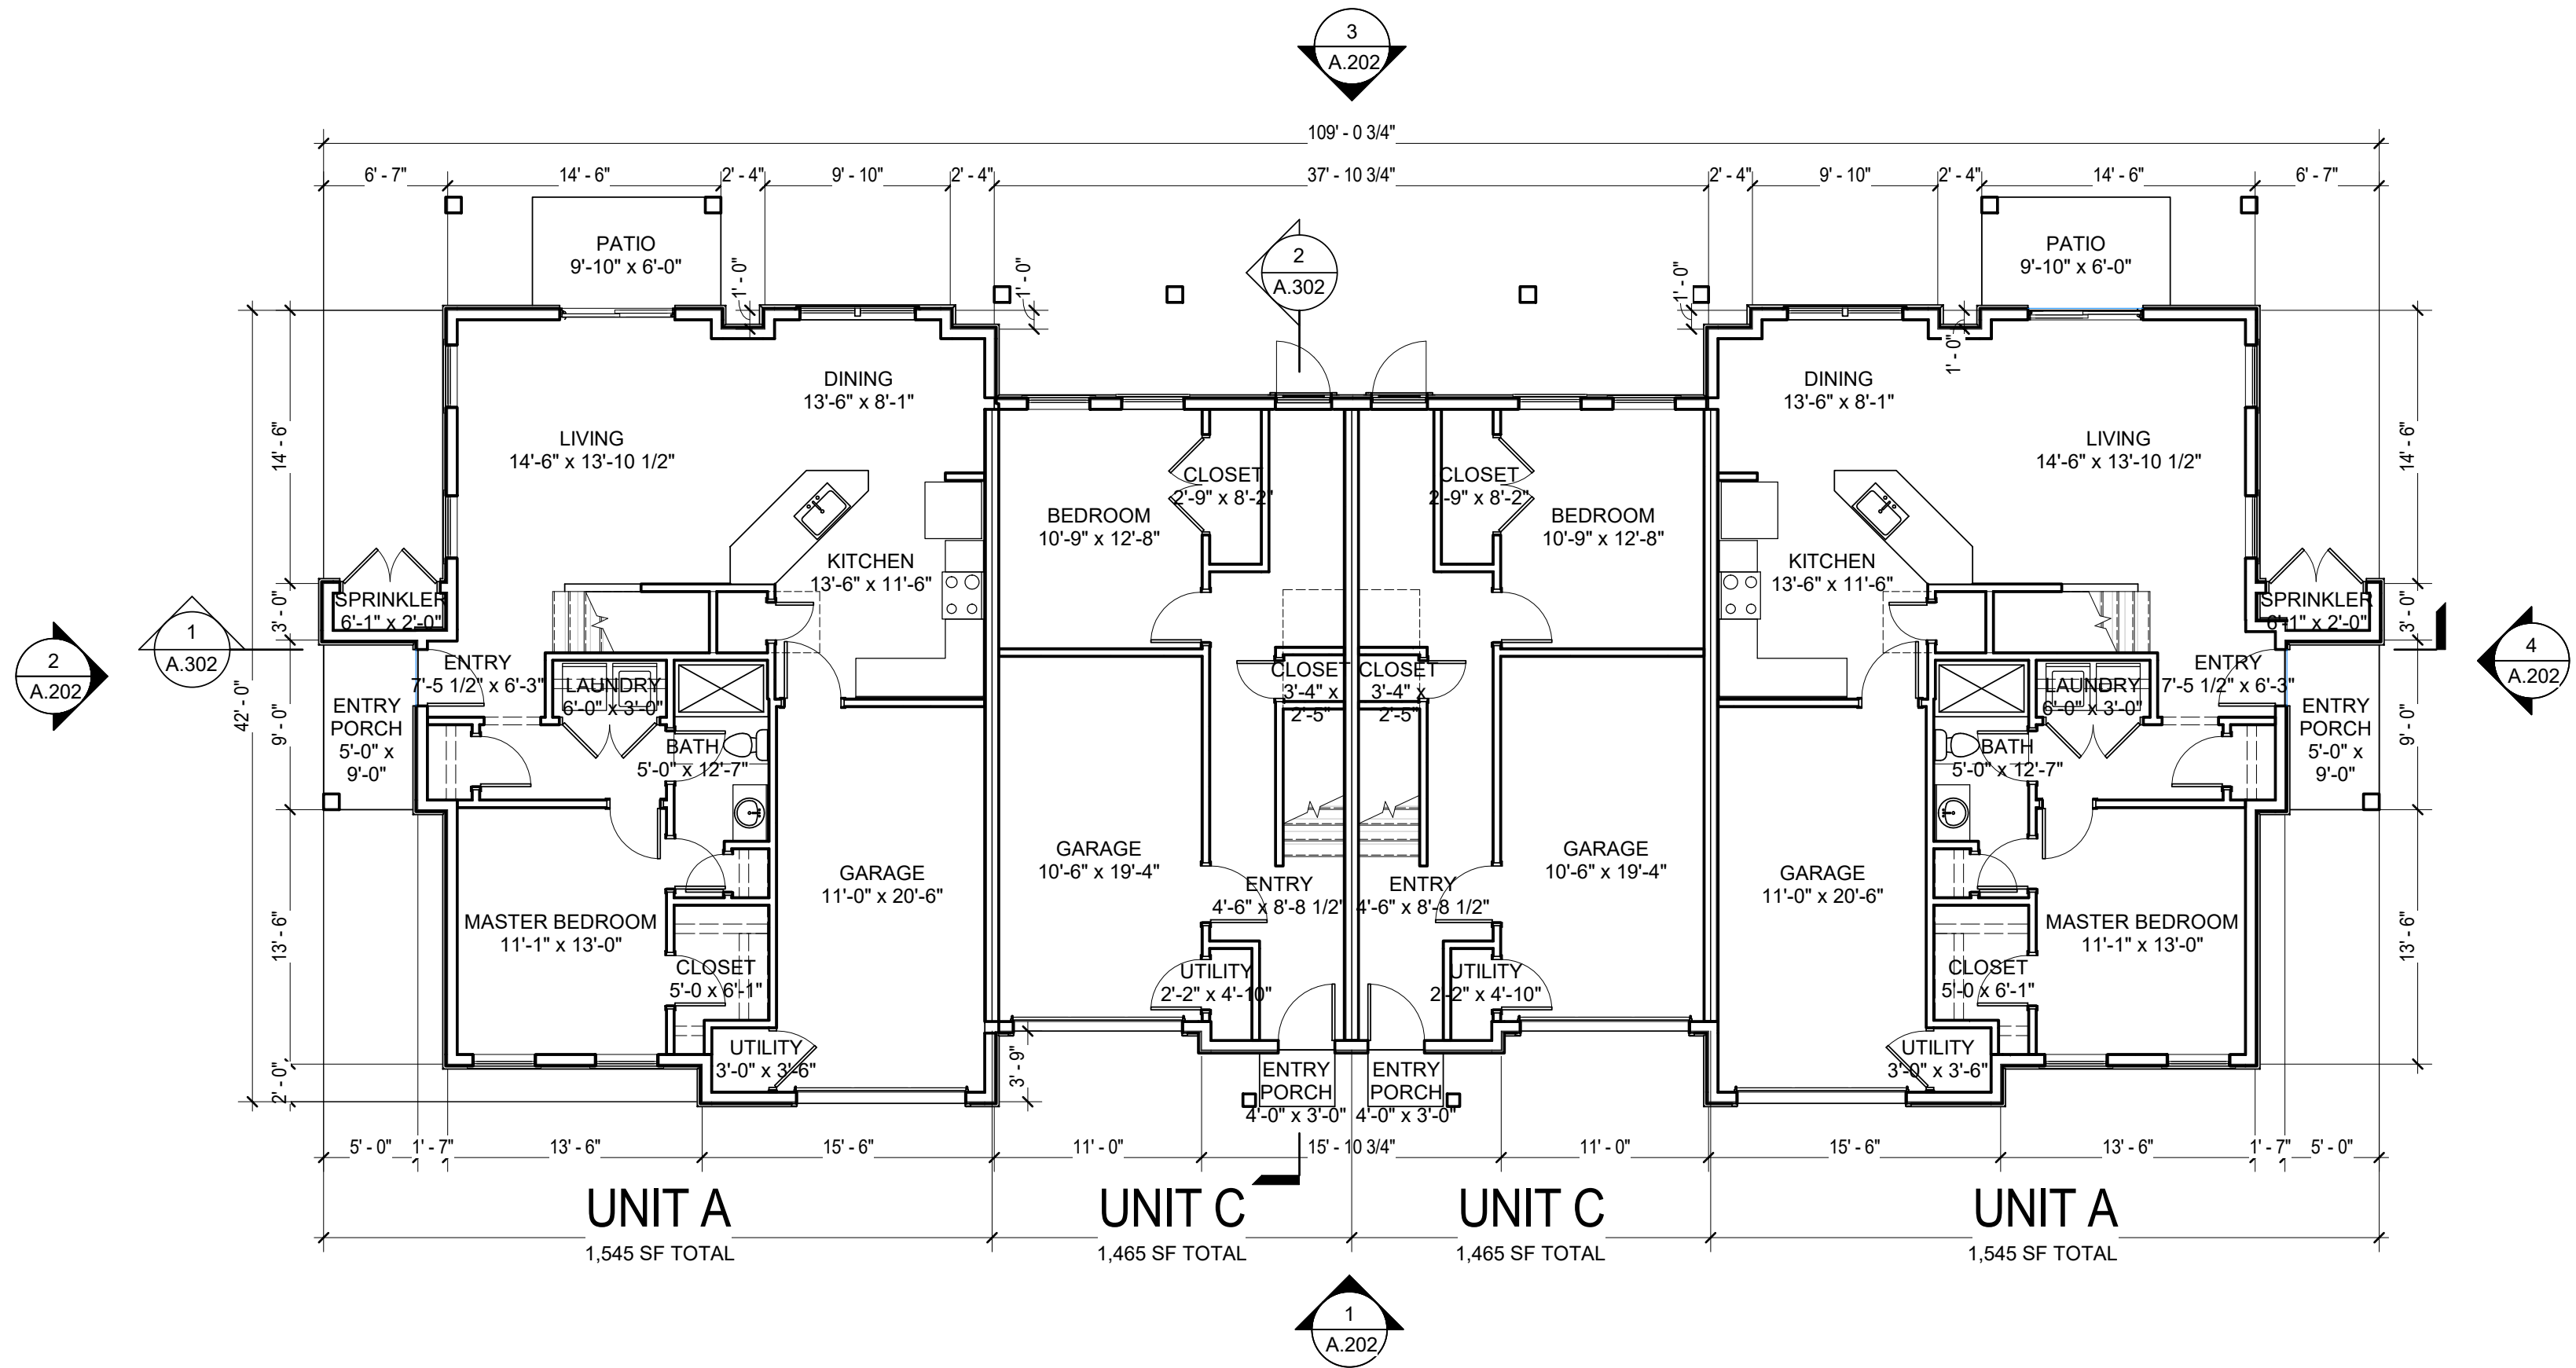 3
A.202
109' - 0 3/4"
6' - 7"
14' - 6"
2' - 4"
9' - 10"
2' - 4"
37' - 10 3/4"
2' - 4"
9' - 10"
2' - 4"
14' - 6"
6' - 7"
PATIO
9'-10" x 6'-0"
1' - 0"
1' - 0"
2
A.302
1' - 0"
1' - 0"
PATIO
9'-10" x 6'-0"
DINING
13'-6" x 8'-1"
LIVING
14'-6" x 13'-10 1/2"
KITCHEN
13'-6" x 11'-6"
BEDROOM
10'-9" x 12'-8"
CLOSET
2'-9" x 8'-2"
CLOSET
2'-9" x 8'-2"
BEDROOM
10'-9" x 12'-8"
DINING
13'-6" x 8'-1"
LIVING
14'-6" x 13'-10 1/2"
KITCHEN
13'-6" x 11'-6"
42' - 0"
14' - 6"
3' - 0"
9' - 0"
13' - 6"
2' - 0"
14' - 6"
3' - 0"
9' - 0"
13' - 6"
SPRINKLER
6'-1" x 2'-0"
SPRINKLER
6'-1" x 2'-0"
1
A.302
2
A.202
4
A.202
ENTRY
7'-5 1/2" x 6'-3"
LAUNDRY
6'-0" x 3'-0"
ENTRY
PORCH
5'-0" x
9'-0"
BATH
5'-0" x 12'-7"
CLOSET
3'-4" x
2'-5"
CLOSET
3'-4" x
2'-5"
LAUNDRY
6'-0" x 3'-0"
ENTRY
7'-5 1/2" x 6'-3"
ENTRY
PORCH
5'-0" x
9'-0"
BATH
5'-0" x 12'-7"
MASTER BEDROOM
11'-1" x 13'-0"
CLOSET
5'-0 x 6'-1"
GARAGE
11'-0" x 20'-6"
GARAGE
10'-6" x 19'-4"
ENTRY
4'-6" x 8'-8 1/2"
ENTRY
4'-6" x 8'-8 1/2"
GARAGE
10'-6" x 19'-4"
GARAGE
11'-0" x 20'-6"
MASTER BEDROOM
11'-1" x 13'-0"
CLOSET
5'-0 x 6'-1"
UTILITY
2'-2" x 4'-10"
UTILITY
2'-2" x 4'-10"
UTILITY
3'-0" x 3'-6"
3' - 9"
ENTRY
PORCH
4'-0" x 3'-0"
ENTRY
PORCH
4'-0" x 3'-0"
UTILITY
3'-0" x 3'-6"
5' - 0"
1' - 7"
13' - 6"
15' - 6"
11' - 0"
15' - 10 3/4"
11' - 0"
15' - 6"
13' - 6"
1' - 7"
5' - 0"
UNIT A
UNIT C
UNIT C
UNIT A
1,545 SF TOTAL
1,465 SF TOTAL
1,465 SF TOTAL
1,545 SF TOTAL
1
A.202